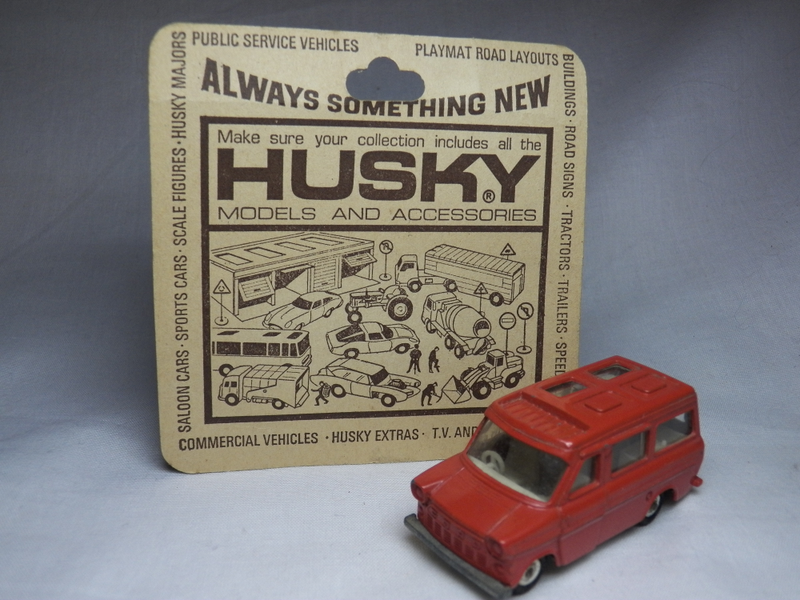 PUBLIC SERVICE VEHICLES
PLAYMAT ROAD LAYOUTS
ALWAYS SOMETHING NEW
Make sure your collection includes all the
HUSKY®
MODELS AND ACCESSORIES
SALOON CARS · SPORTS CARS · SCALE FIGURES · HUSKY MAJORS
BUILDINGS · ROAD SIGNS · TRACTORS · TRAILERS · SPEED
COMMERCIAL VEHICLES · HUSKY EXTRAS · T.V. AND